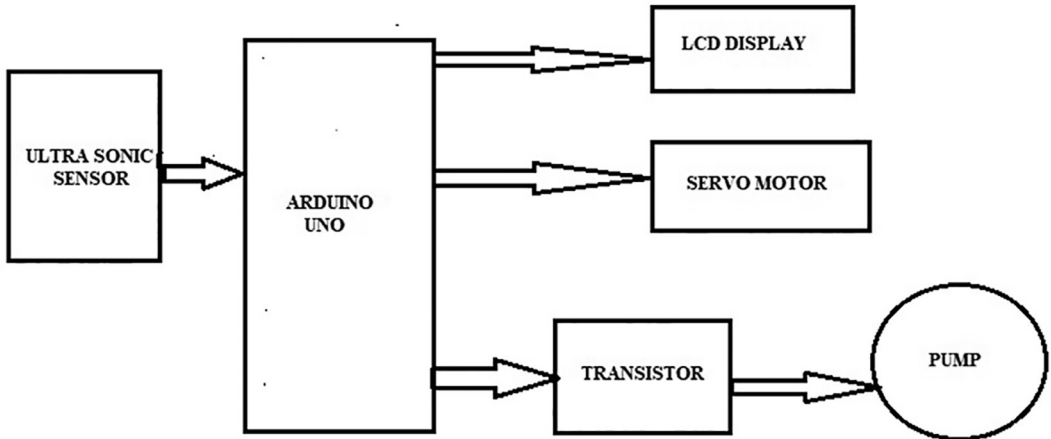 ULTRA SONIC
SENSOR
ARDUINO
UNO
LCD DISPLAY
SERVO MOTOR
TRANSISTOR
PUMP